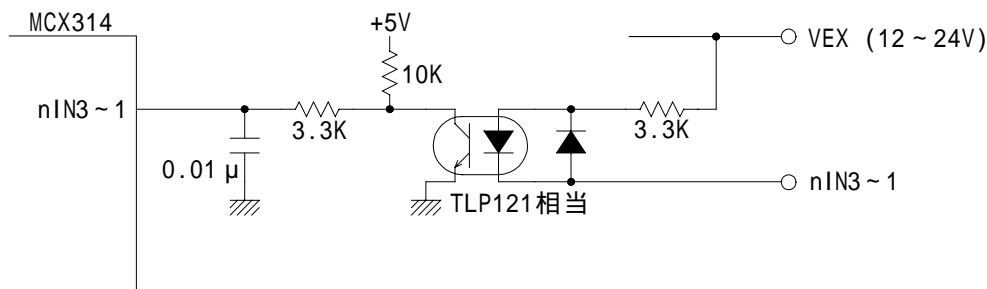 MCX314
+5V
VEX (12~24V)
10K
nIN3~1
3.3K
3.3K
0.01μ
nIN3~1
TLP121相当